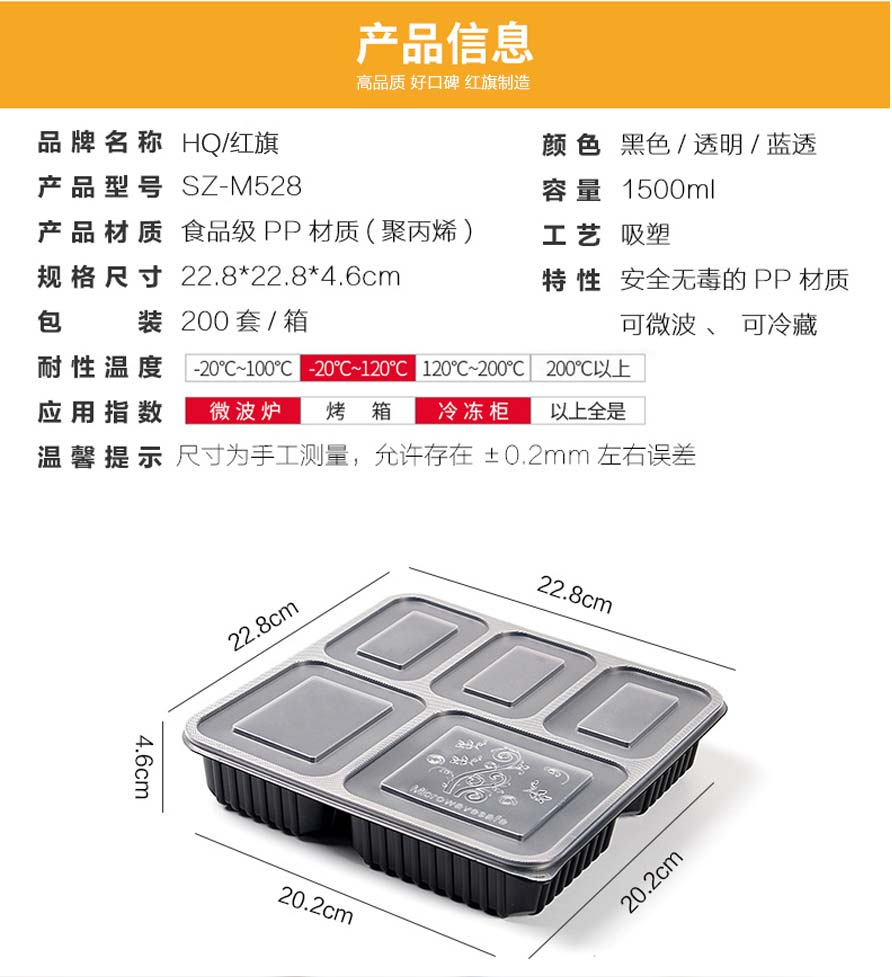 产品信息
高品质 好口碑 红旗制造
品牌名称 HQ/红旗
颜色 黑色 / 透明 / 蓝透
产品型号 SZ-M528
容量 1500ml
产品材质 食品级 PP 材质 ( 聚丙烯 )
工艺 吸塑
规格尺寸 22.8*22.8*4.6cm
特性 安全无毒的 PP 材质
可微波 、 可冷藏
包装 200 套 / 箱
耐性温度 -20℃~100℃ -20℃~120℃ 120℃~200℃ 200℃以上
应用指数 微波炉 烤箱 冷冻柜 以上全是
温馨提示 尺寸为手工测量，允许存在 ±0.2mm 左右误差
22.8cm
22.8cm
4.6cm
Microwavesafe
20.2cm
20.2cm